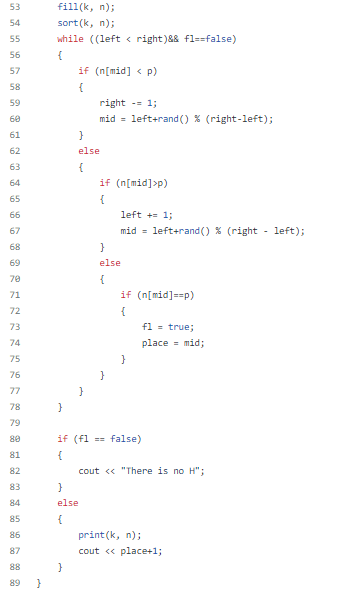 53 fill(k, n);
54 sort(k, n);
55 while ((left < right)&& fl==false)
56 {
57 if (n[mid] < p)
58 {
59 right -= 1;
60 mid = left+rand() % (right-left);
61 }
62 else
63 {
64 if (n[mid]>p)
65 {
66 left += 1;
67 mid = left+rand() % (right - left);
68 }
69 else
70 {
71 if (n[mid]==p)
72 {
73 fl = true;
74 place = mid;
75 }
76 }
77 }
78 }
79
80 if (fl == false)
81 {
82 cout << "There is no H";
83 }
84 else
85 {
86 print(k, n);
87 cout << place+1;
88 }
89 }